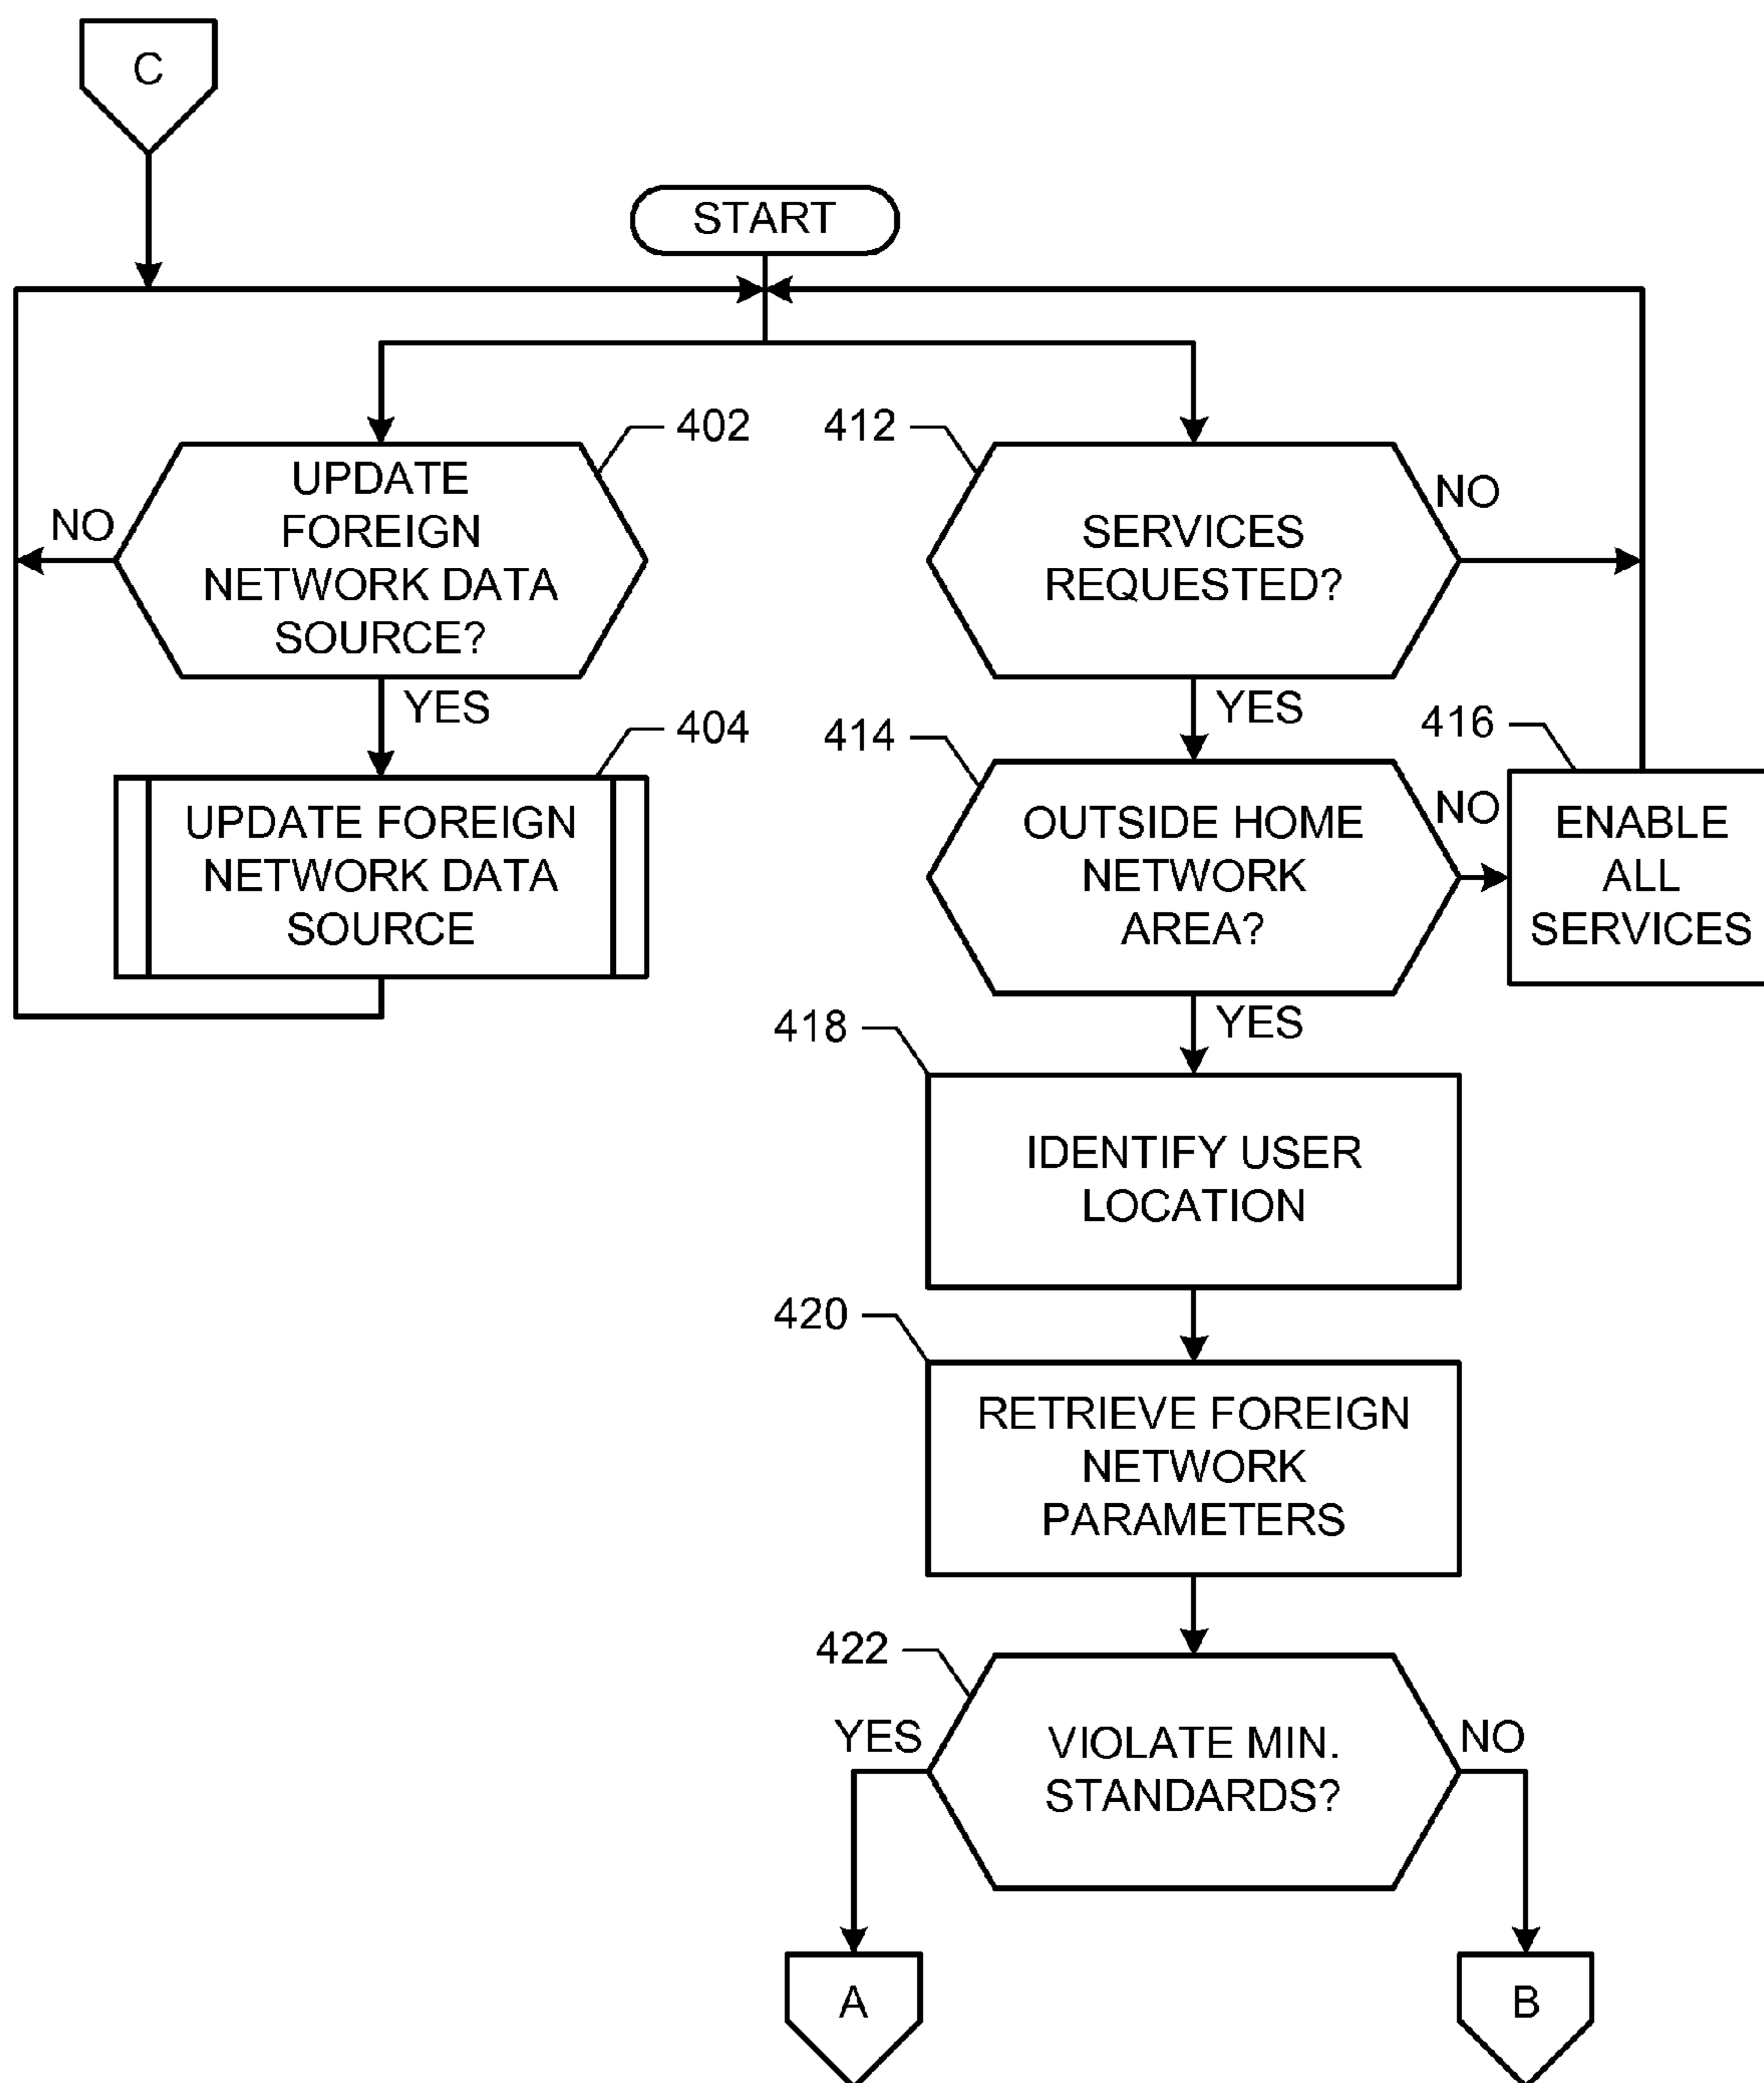 C
START
402
UPDATE
FOREIGN
NETWORK DATA
SOURCE?
NO
YES
404
UPDATE FOREIGN
NETWORK DATA
SOURCE
412
SERVICES
REQUESTED?
NO
YES
414
OUTSIDE HOME
NETWORK
AREA?
NO
416
ENABLE
ALL
SERVICES
YES
418
IDENTIFY USER
LOCATION
420
RETRIEVE FOREIGN
NETWORK
PARAMETERS
422
VIOLATE MIN.
STANDARDS?
YES
NO
A
B